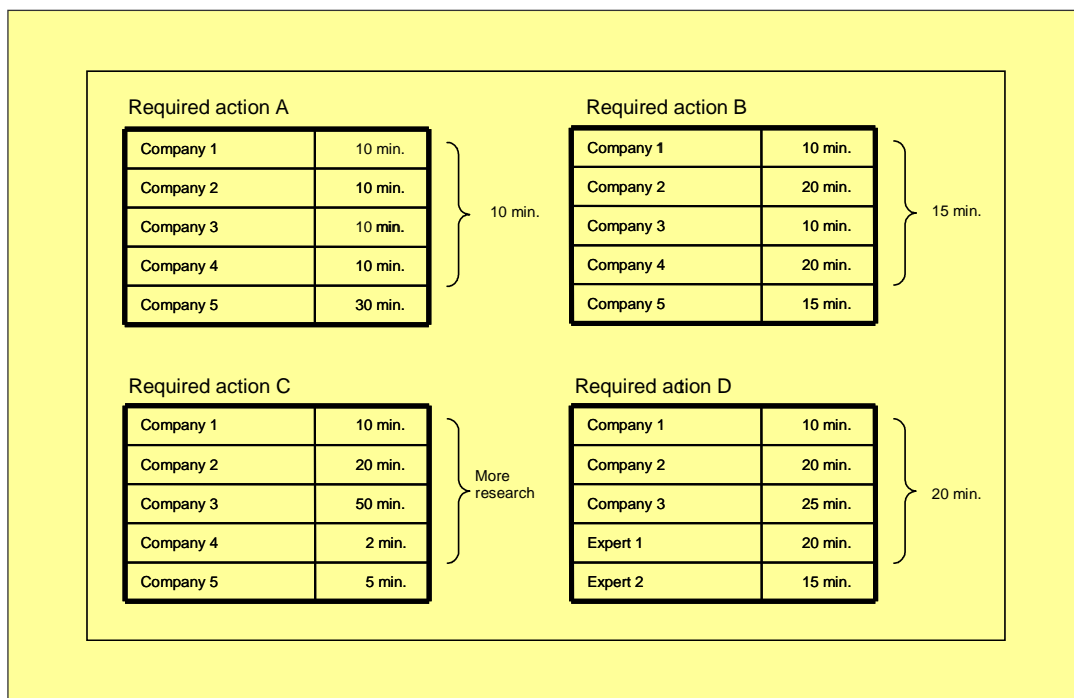 Required action A
Company 1 10 min.
Company 2 10 min.
Company 3 10 min.
Company 4 10 min.
Company 5 30 min.
10 min.
Required action B
Company 1 10 min.
Company 2 20 min.
Company 3 10 min.
Company 4 20 min.
Company 5 15 min.
15 min.
Required action C
Company 1 10 min.
Company 2 20 min.
Company 3 50 min.
Company 4 2 min.
Company 5 5 min.
More
research
Required action D
Company 1 10 min.
Company 2 20 min.
Company 3 25 min.
Expert 1 20 min.
Expert 2 15 min.
20 min.